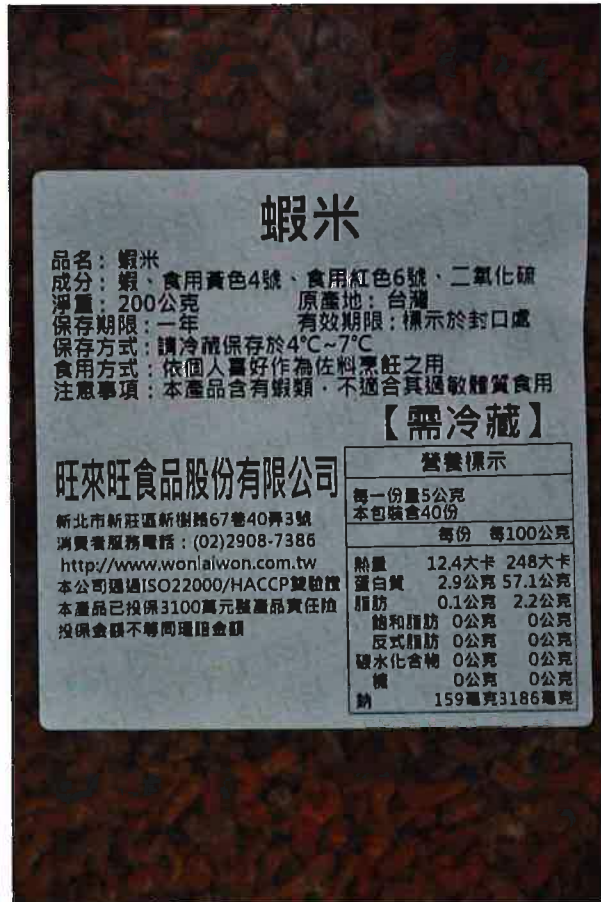 蝦米
品名：蝦米
成分：蝦、食用黃色4號、食用紅色6號、二氧化硫
淨重：200公克 原產地：台灣
保存期限：一年 有效期限：標示於封口處
保存方式：請冷藏保存於4℃~7℃
食用方式：依個人喜好作為佐料烹飪之用
注意事項：本產品含有蝦類，不適合其過敏體質食用
【需冷藏】
旺來旺食品股份有限公司
新北市新莊區新樹路67巷40弄3號
消費者服務電話：(02)2908-7386
http://www.wonlaiwon.com.tw
本公司通過ISO22000/HACCP雙驗證
本產品已投保3100萬元整產品責任險
投保金額不等同理賠金額
營養標示
每一份量5公克
本包裝含40份
每份 每100公克
熱量 12.4大卡 248大卡
蛋白質 2.9公克 57.1公克
脂肪 0.1公克 2.2公克
飽和脂肪 0公克 0公克
反式脂肪 0公克 0公克
碳水化合物 0公克 0公克
糖 0公克 0公克
鈉 159毫克 3186毫克